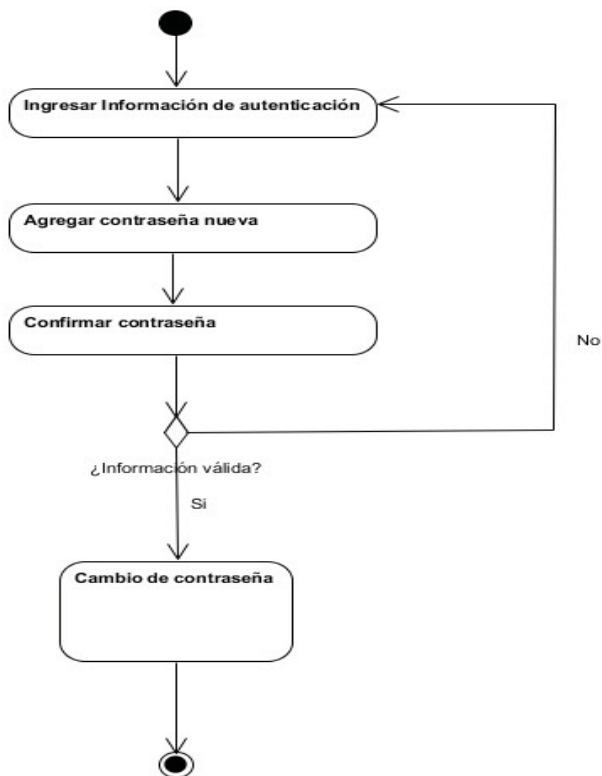 Ingresar Información de autenticación
Agregar contraseña nueva
Confirmar contraseña
No
¿Información válida?
Si
Cambio de contraseña